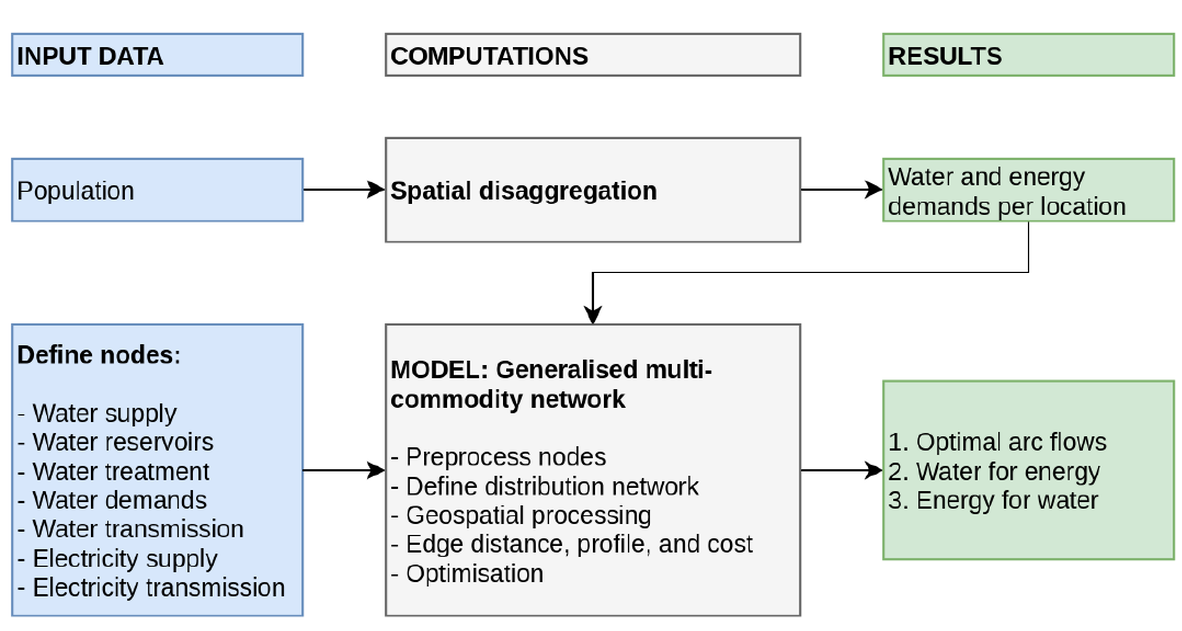 INPUT DATA
COMPUTATIONS
RESULTS
Population
Spatial disaggregation
Water and energy
demands per location
Define nodes:
- Water supply
- Water reservoirs
- Water treatment
- Water demands
- Water transmission
- Electricity supply
- Electricity transmission
MODEL: Generalised multi-
commodity network
- Preprocess nodes
- Define distribution network
- Geospatial processing
- Edge distance, profile, and cost
- Optimisation
1. Optimal arc flows
2. Water for energy
3. Energy for water